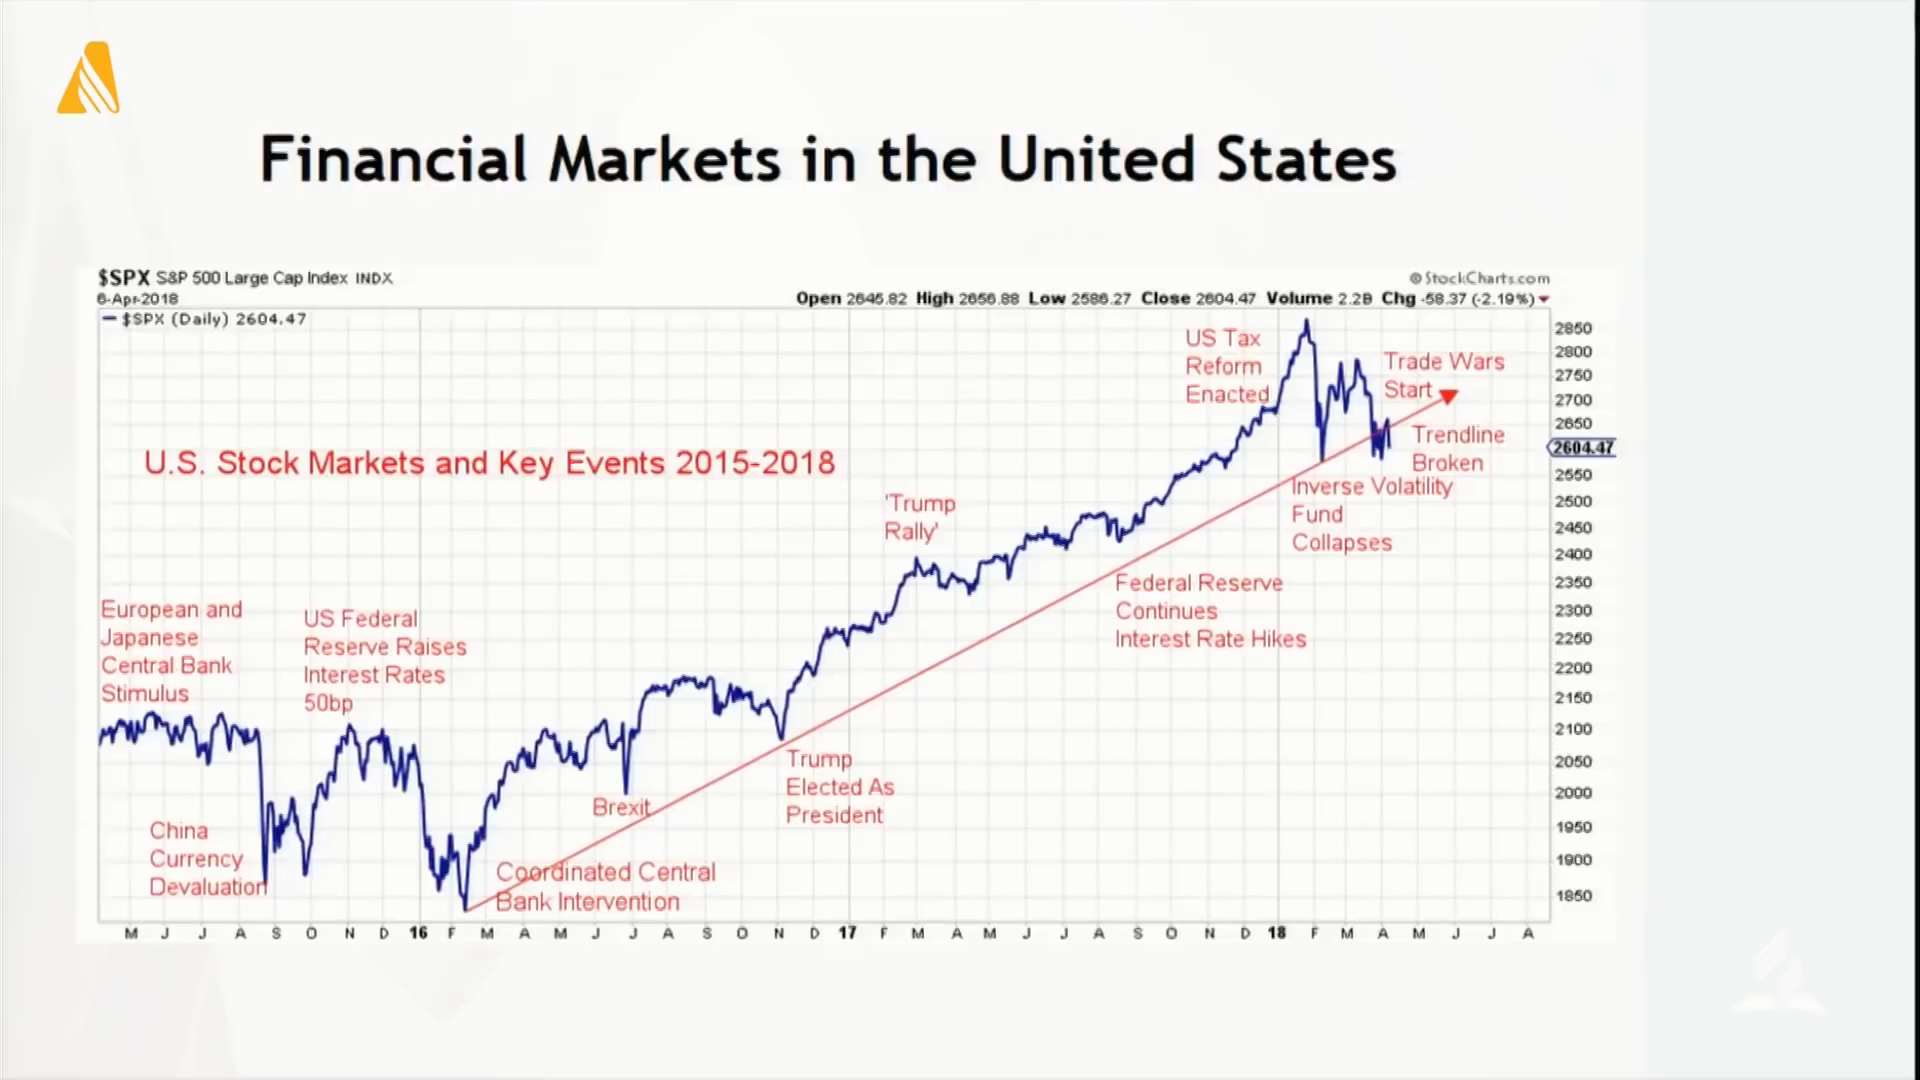 Financial Markets in the United States
$SPX S&P 500 Large Cap Index INDX
© StockCharts.com
6-Apr-2018
Open 2645.82 High 2656.88 Low 2586.27 Close 2604.47 Volume 2.2B Chg -58.37 (-2.19%)
$SPX (Daily) 2604.47
US Tax
Reform
Enacted
Trade Wars
Start
Trendline
Broken
U.S. Stock Markets and Key Events 2015-2018
Inverse Volatility
Fund
Collapses
'Trump
Rally'
Federal Reserve
Continues
Interest Rate Hikes
European and
Japanese
Central Bank
Stimulus
US Federal
Reserve Raises
Interest Rates
50bp
Trump
Elected As
President
Brexit
China
Currency
Devaluation
Coordinated Central
Bank Intervention
2850
2800
2750
2700
2650
2604.47
2550
2500
2450
2400
2350
2300
2250
2200
2150
2100
2050
2000
1950
1900
1850
M J J A S O N D 16 F M A M J J A S O N D 17 F M A M J J A S O N D 18 F M A M J J A